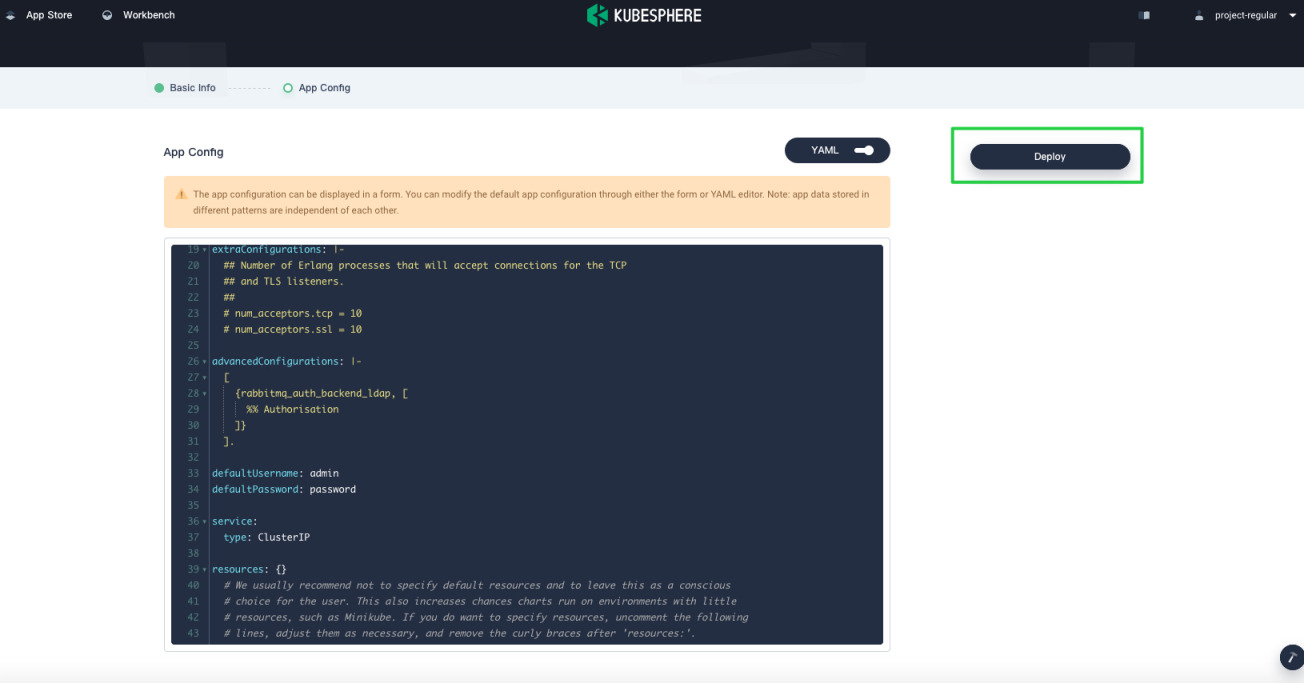 App Store
Workbench
KUBESPHERE
project-regular
Basic Info
App Config
App Config
YAML
Deploy
The app configuration can be displayed in a form. You can modify the default app configuration through either the form or YAML editor. Note: app data stored in
different patterns are independent of each other.
19 extraConfigurations: |-
20 ## Number of Erlang processes that will accept connections for the TCP
21 ## and TLS listeners.
22 ##
23 # num_acceptors.tcp = 10
24 # num_acceptors.ssl = 10
25
26 advancedConfigurations: |-
27 [
28 {rabbitmq_auth_backend_ldap, [
29 %% Authorisation
30 ]}
31 ].
32
33 defaultUsername: admin
34 defaultPassword: password
35
36 service:
37 type: ClusterIP
38
39 resources: {}
40 # We usually recommend not to specify default resources and to leave this as a conscious
41 # choice for the user. This also increases chances charts run on environments with little
42 # resources, such as Minikube. If you do want to specify resources, uncomment the following
43 # lines, adjust them as necessary, and remove the curly braces after 'resources:'.